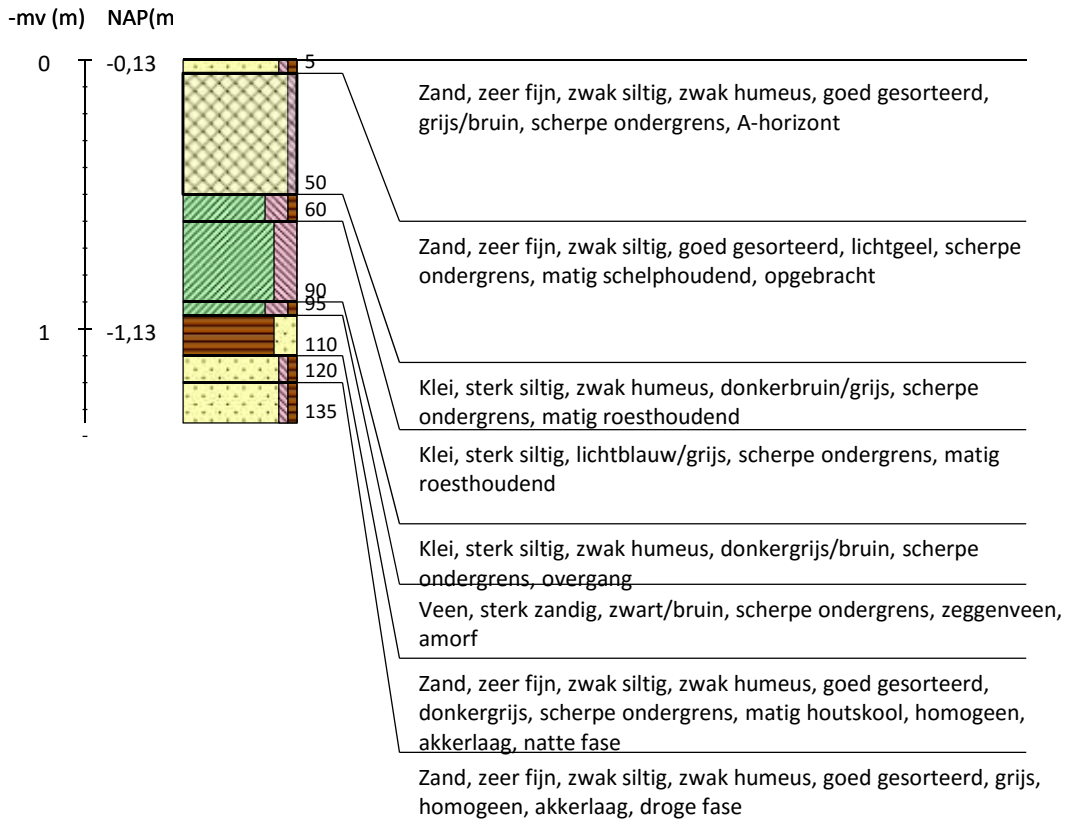 -mv (m) NAP(m
0 -0,13
5
Zand, zeer fijn, zwak siltig, zwak humeus, goed gesorteerd,
grijs/bruin, scherpe ondergrens, A-horizont
50
60
Zand, zeer fijn, zwak siltig, goed gesorteerd, lichtgeel, scherpe
ondergrens, matig schelphoudend, opgebracht
90
95
1 -1,13
110
120
135
Klei, sterk siltig, zwak humeus, donkerbruin/grijs, scherpe
ondergrens, matig roesthoudend
Klei, sterk siltig, lichtblauw/grijs, scherpe ondergrens, matig
roesthoudend
Klei, sterk siltig, zwak humeus, donkergrijs/bruin, scherpe
ondergrens, overgang
Veen, sterk zandig, zwart/bruin, scherpe ondergrens, zeggenveen,
amorf
Zand, zeer fijn, zwak siltig, zwak humeus, goed gesorteerd,
donkergrijs, scherpe ondergrens, matig houtskool, homogeen,
akkerlaag, natte fase
Zand, zeer fijn, zwak siltig, zwak humeus, goed gesorteerd, grijs,
homogeen, akkerlaag, droge fase